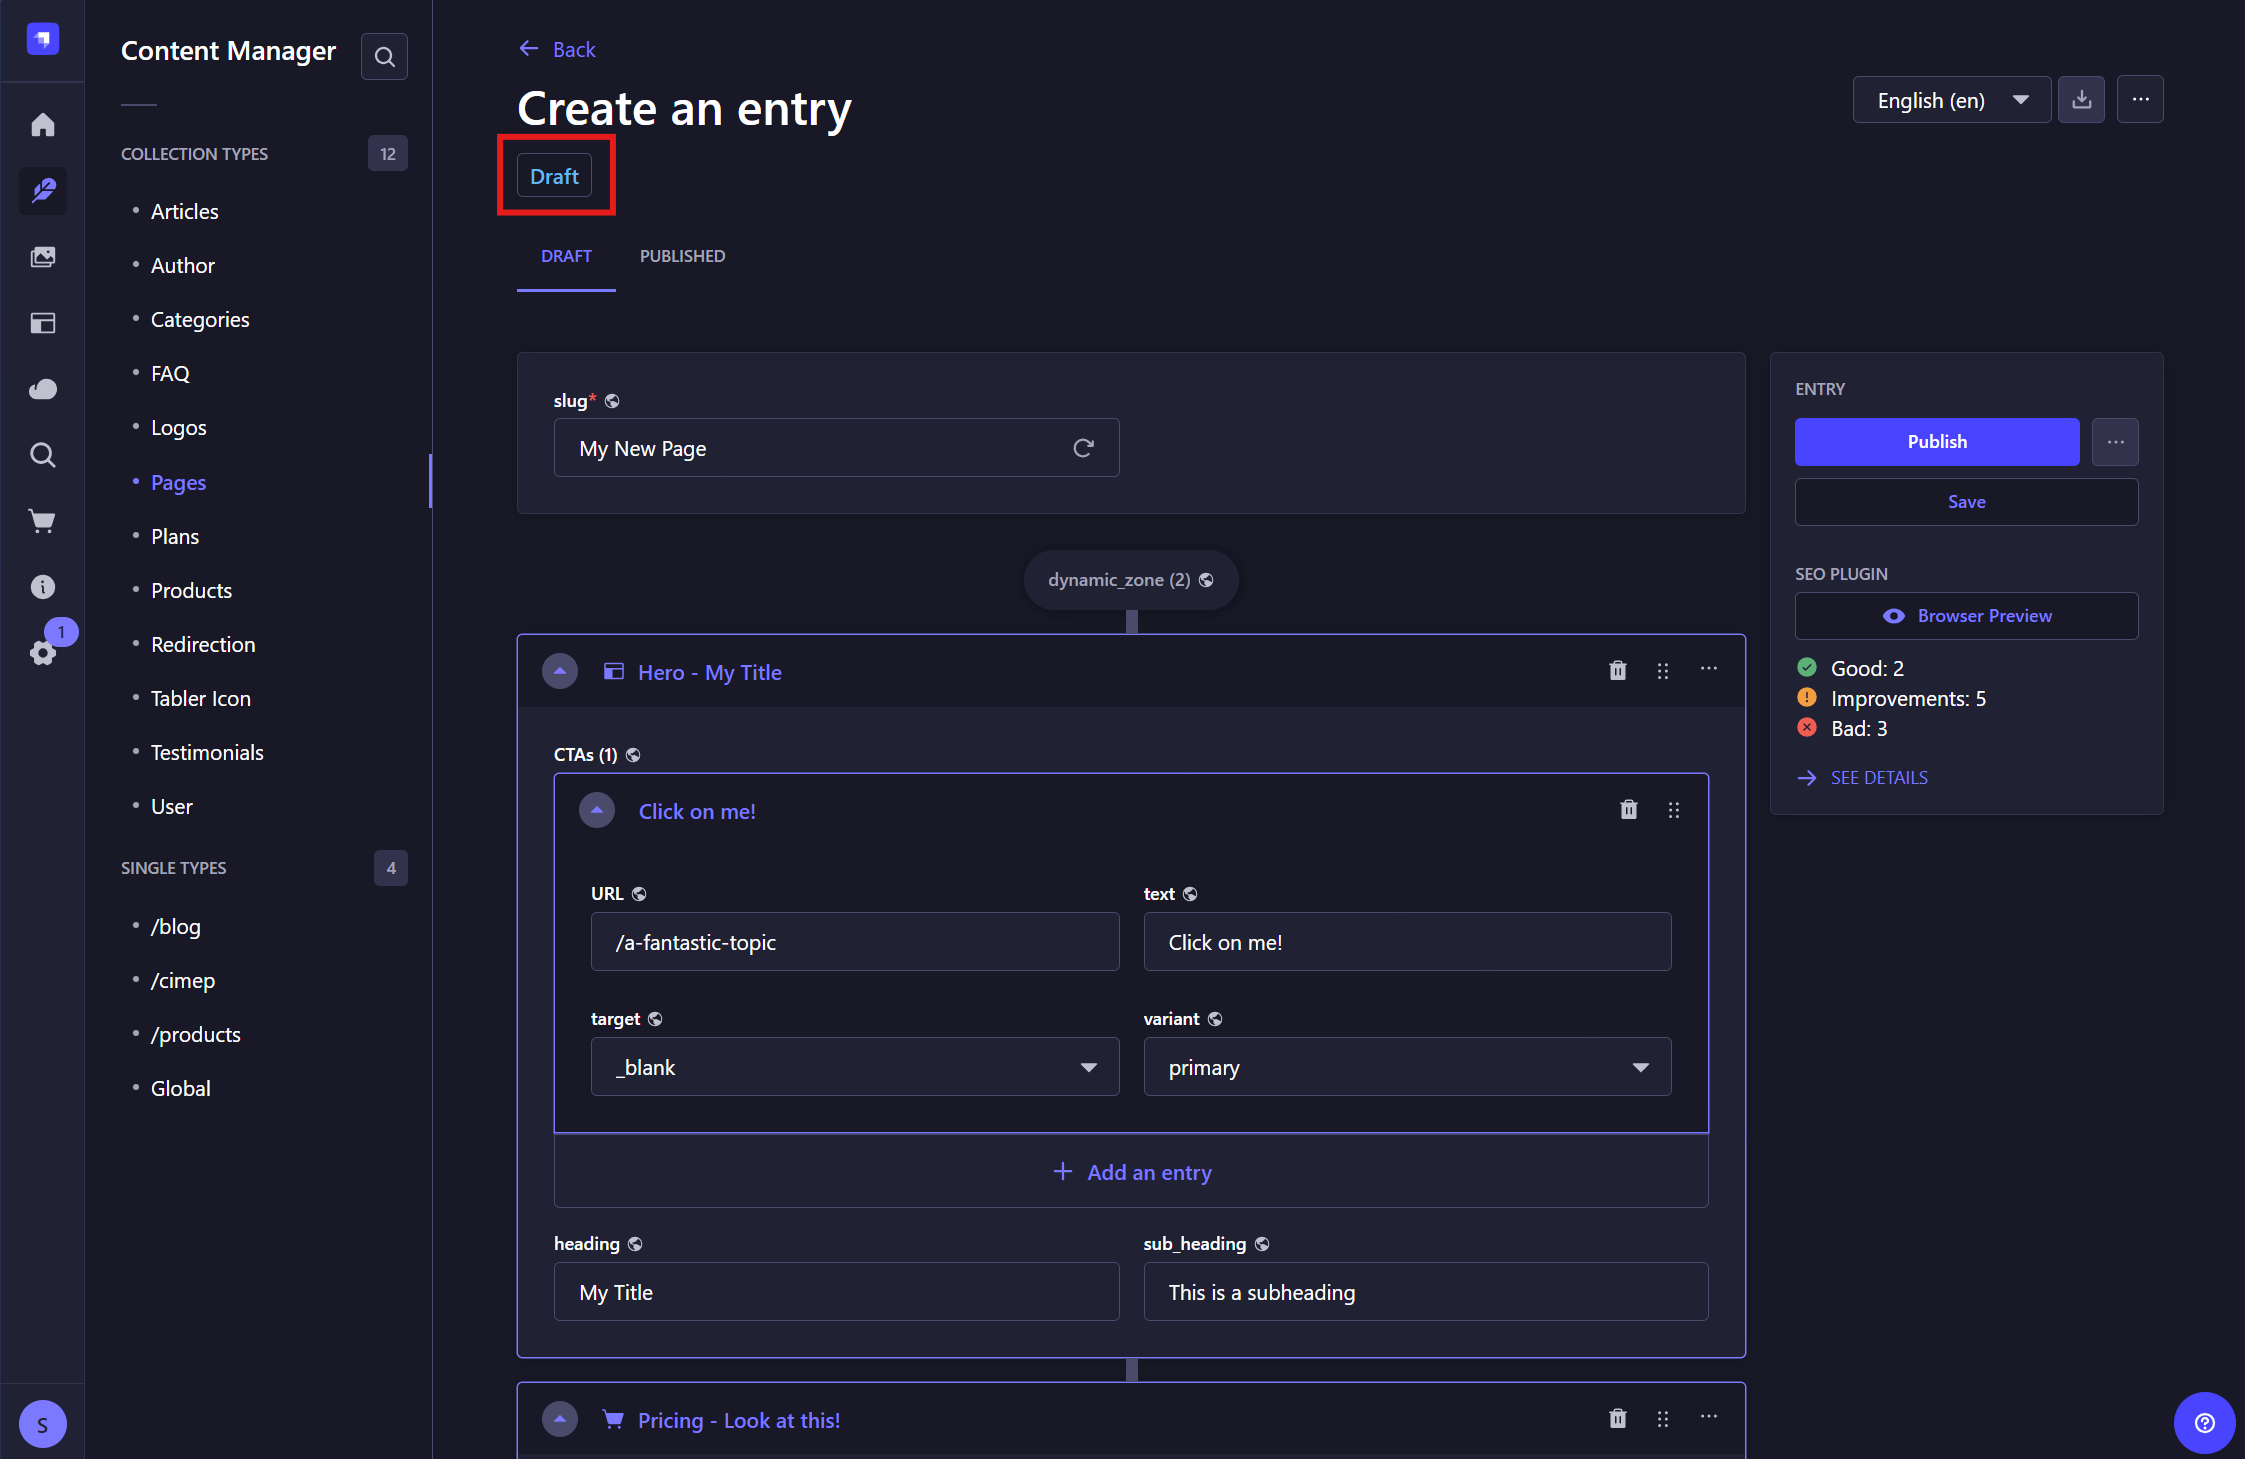 Content Manager
COLLECTION TYPES 12
Articles
Author
Categories
FAQ
Logos
Pages
Plans
Products
Redirection
Tabler Icon
Testimonials
User
SINGLE TYPES 4
/blog
/cimep
/products
Global
1
S
Back
Create an entry
English (en)
Draft
DRAFT PUBLISHED
slug*
My New Page
dynamic_zone (2)
Hero - My Title
CTAs (1)
Click on me!
URL text
/a-fantastic-topic Click on me!
target variant
_blank primary
Add an entry
heading sub_heading
My Title This is a subheading
Pricing - Look at this!
ENTRY
Publish
Save
SEO PLUGIN
Browser Preview
Good: 2
Improvements: 5
Bad: 3
SEE DETAILS